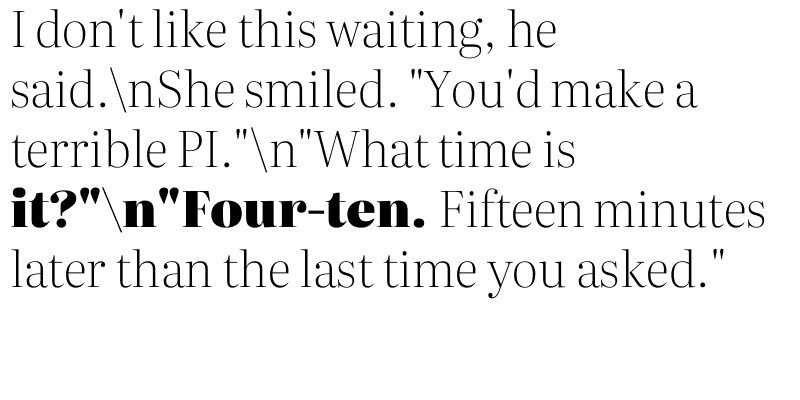 I don't like this waiting, he
said.\nShe smiled. "You'd make a
terrible PI."\n"What time is
it?"\n"Four-ten. Fifteen minutes
later than the last time you asked."